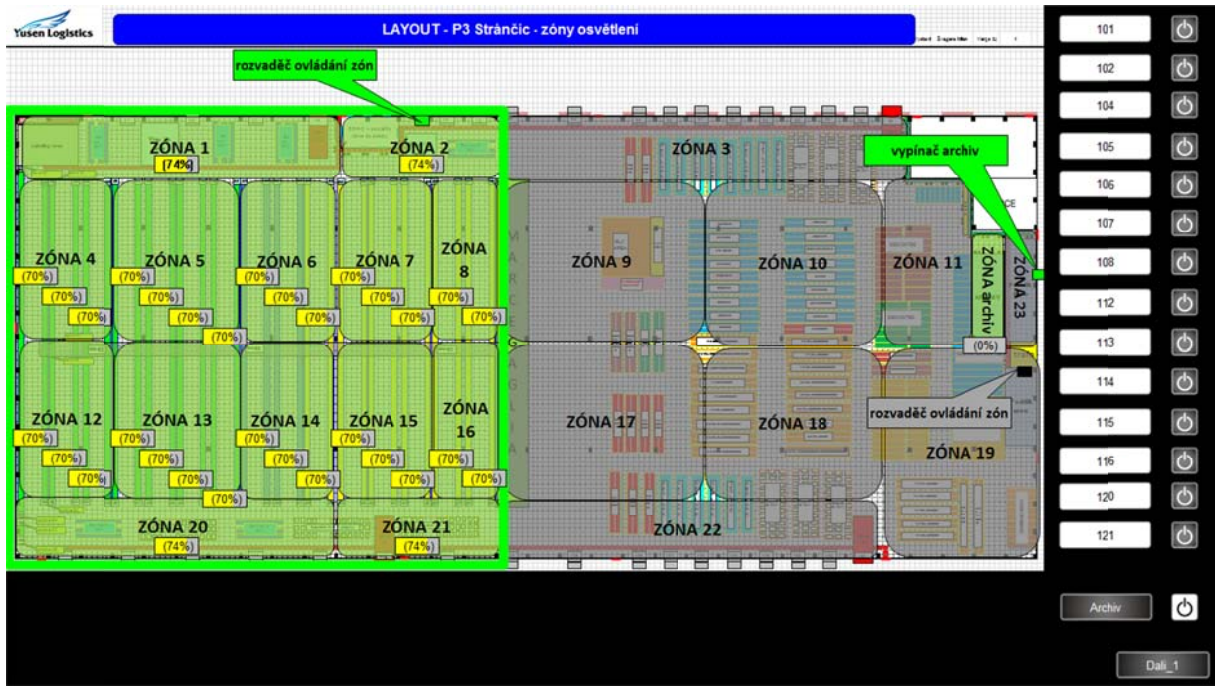 Yusen Logistics
LAYOUT - P3 Stránčic - zóny osvětlení
rozvaděč ovládání zón
ZÓNA 1
(74%)
ZÓNA 2
(74%)
ZÓNA 3
vypínač archiv
ZÓNA 4
(70%)
(70%)
(70%)
ZÓNA 5
(70%)
(70%)
(70%)
(70%)
ZÓNA 6
(70%)
(70%)
(70%)
ZÓNA 7
(70%)
(70%)
(70%)
ZÓNA
8
(70%)
(70%)
ZÓNA 9
ZÓNA 10
ZÓNA 11
ZÓNA archiv
(0%)
ZÓNA 23
ZÓNA 12
(70%)
(70%)
(70%)
ZÓNA 13
(70%)
(70%)
(70%)
(70%)
ZÓNA 14
(70%)
(70%)
(70%)
ZÓNA 15
(70%)
(70%)
(70%)
ZÓNA
16
(70%)
(70%)
ZÓNA 17
ZÓNA 18
rozvaděč ovládání zón
ZÓNA 19
ZÓNA 20
(74%)
ZÓNA 21
(74%)
ZÓNA 22
101
102
104
105
106
107
108
112
113
114
115
116
120
121
Archiv
Dali_1